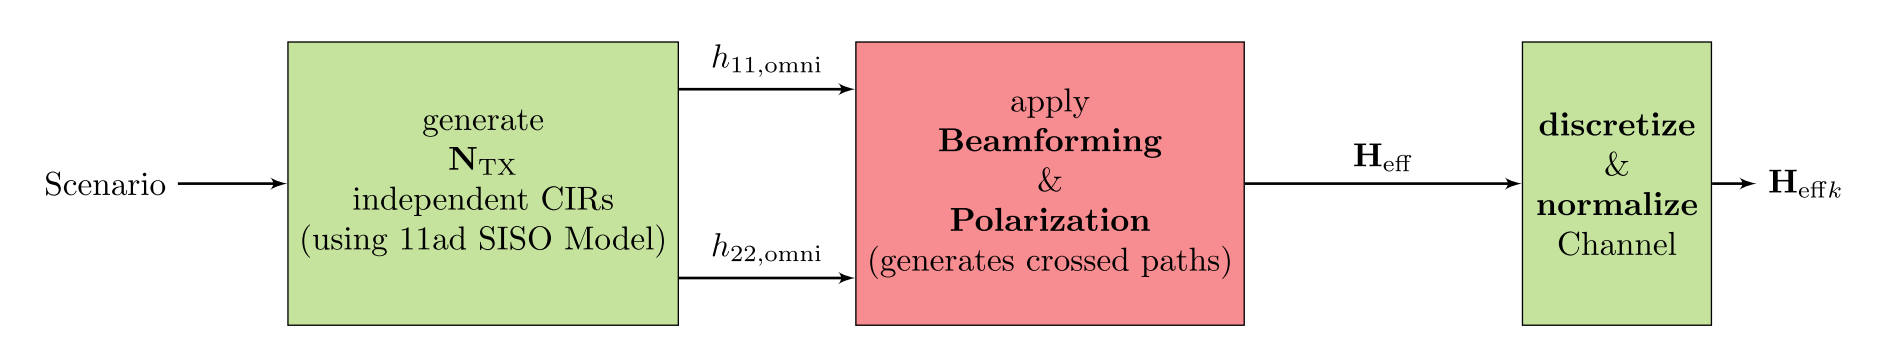 Scenario
generate
N_TX
independent CIRs
(using 11ad SISO Model)
h_11,omni
h_22,omni
apply
Beamforming
&
Polarization
(generates crossed paths)
H_eff
discretize
&
normalize
Channel
H_effk